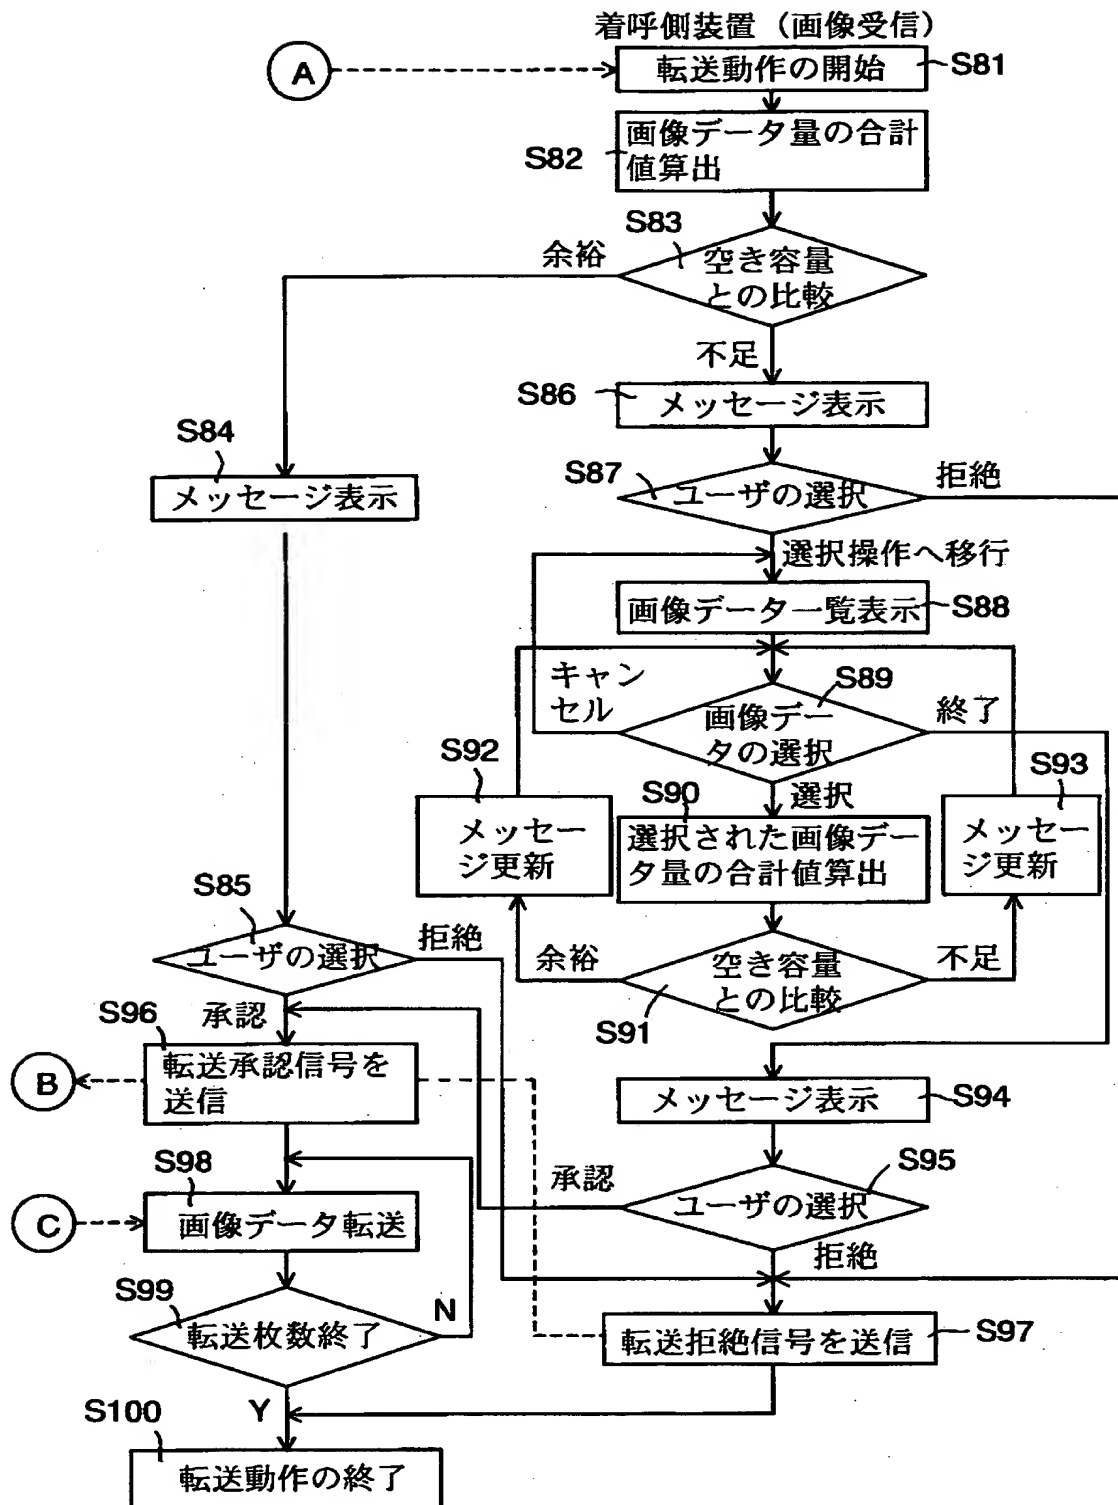 着呼側装置（画像受信）
A
転送動作の開始
S81
画像データ量の合計
値算出
S82
S83
余裕
空き容量
との比較
不足
S86
メッセージ表示
S84
メッセージ表示
S87
ユーザの選択
拒絶
選択操作へ移行
画像データ一覧表示
S88
キャン
セル
S89
画像デー
タの選択
終了
S92
メッセー
ジ更新
S90
選択
選択された画像デー
タ量の合計値算出
S93
メッセー
ジ更新
S85
ユーザの選択
拒絶
余裕
空き容量
との比較
不足
S91
承認
S96
転送承認信号を
送信
B
メッセージ表示
S94
S98
画像データ転送
C
承認
S95
ユーザの選択
拒絶
S99
転送枚数終了
N
転送拒絶信号を送信
S97
Y
S100
転送動作の終了